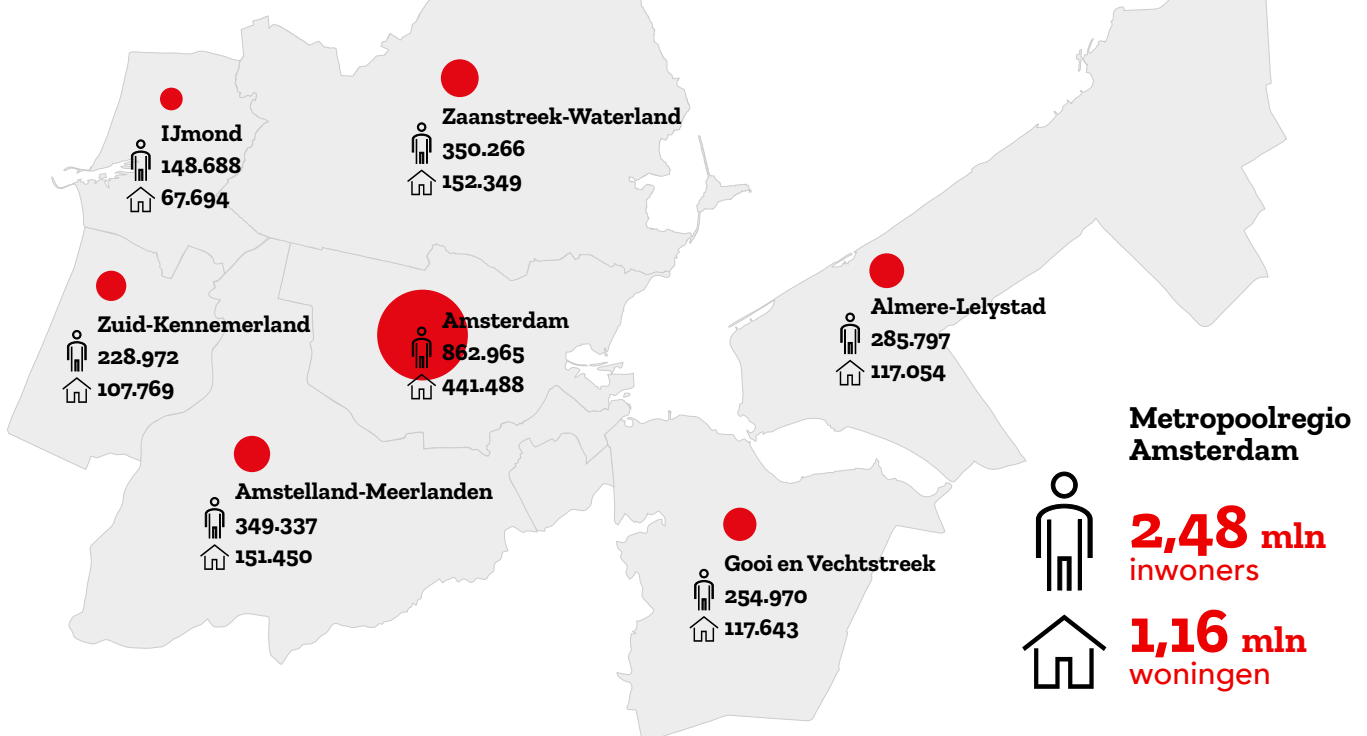 IJmond
148.688
67.694
Zaanstreek-Waterland
350.266
152.349
Zuid-Kennemerland
228.972
107.769
Amsterdam
862.965
441.488
Almere-Lelystad
285.797
117.054
Amstelland-Meerlanden
349.337
151.450
Gooi en Vechtstreek
254.970
117.643
Metropoolregio
Amsterdam
2,48 mln
inwoners
1,16 mln
woningen